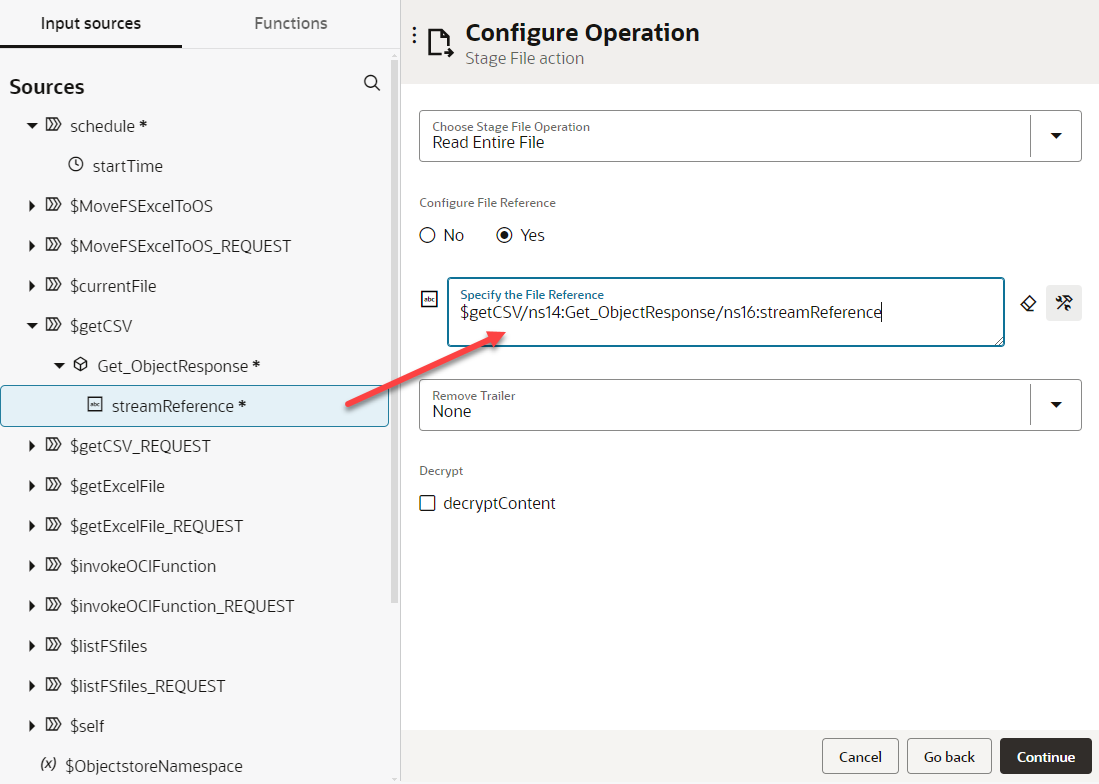 Input sources
Functions
Sources
schedule *
startTime
$MoveFSExcelToOS
$MoveFSExcelToOS_REQUEST
$currentFile
$getCSV
Get_ObjectResponse *
abc streamReference *
$getCSV_REQUEST
$getExcelFile
$getExcelFile_REQUEST
$invokeOCIFunction
$invokeOCIFunction_REQUEST
$listFSfiles
$listFSfiles_REQUEST
$self
(x) $ObjectstoreNamespace
Configure Operation
Stage File action
Choose Stage File Operation
Read Entire File
Configure File Reference
No Yes
abc
Specify the File Reference
$getCSV/ns14:Get_ObjectResponse/ns16:streamReference
Remove Trailer
None
Decrypt
decryptContent
Cancel Go back Continue